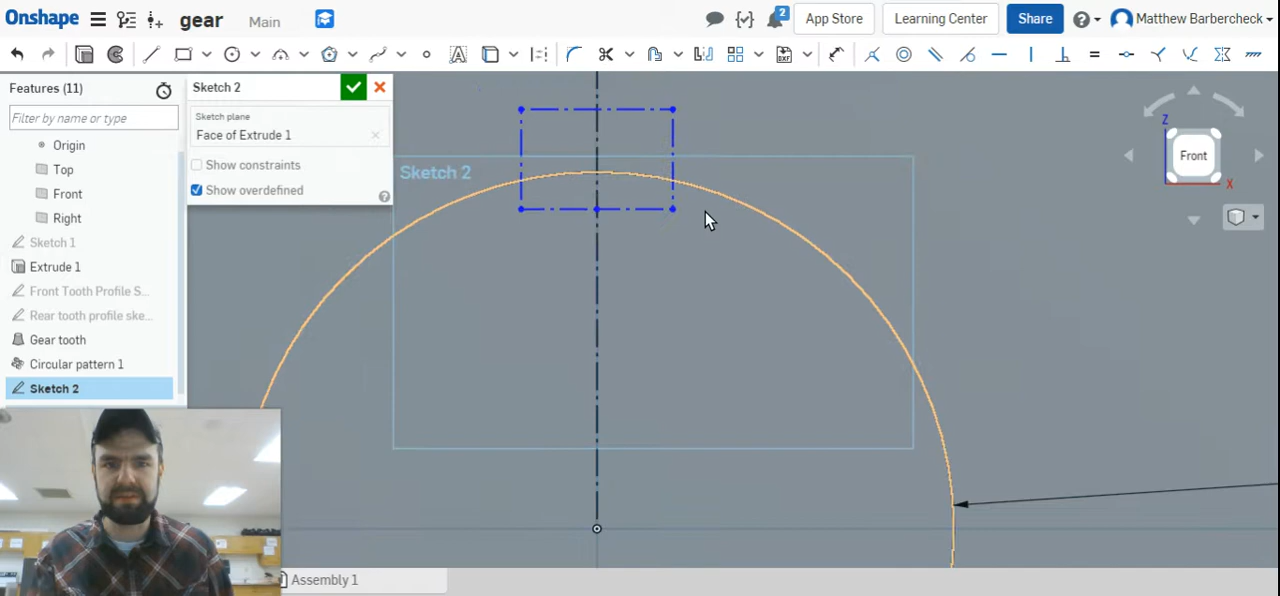 Onshape gear Main 2 App Store Learning Center Share Matthew Barbercheck
Features (11)
Filter by name or type
Origin
Top
Front
Right
Sketch 1
Extrude 1
Front Tooth Profile S...
Rear tooth profile ske...
Gear tooth
Circular pattern 1
Sketch 2
Sketch 2
Sketch plane
Face of Extrude 1
Show constraints
Show overdefined
Sketch 2
Z
Front
X
Assembly 1